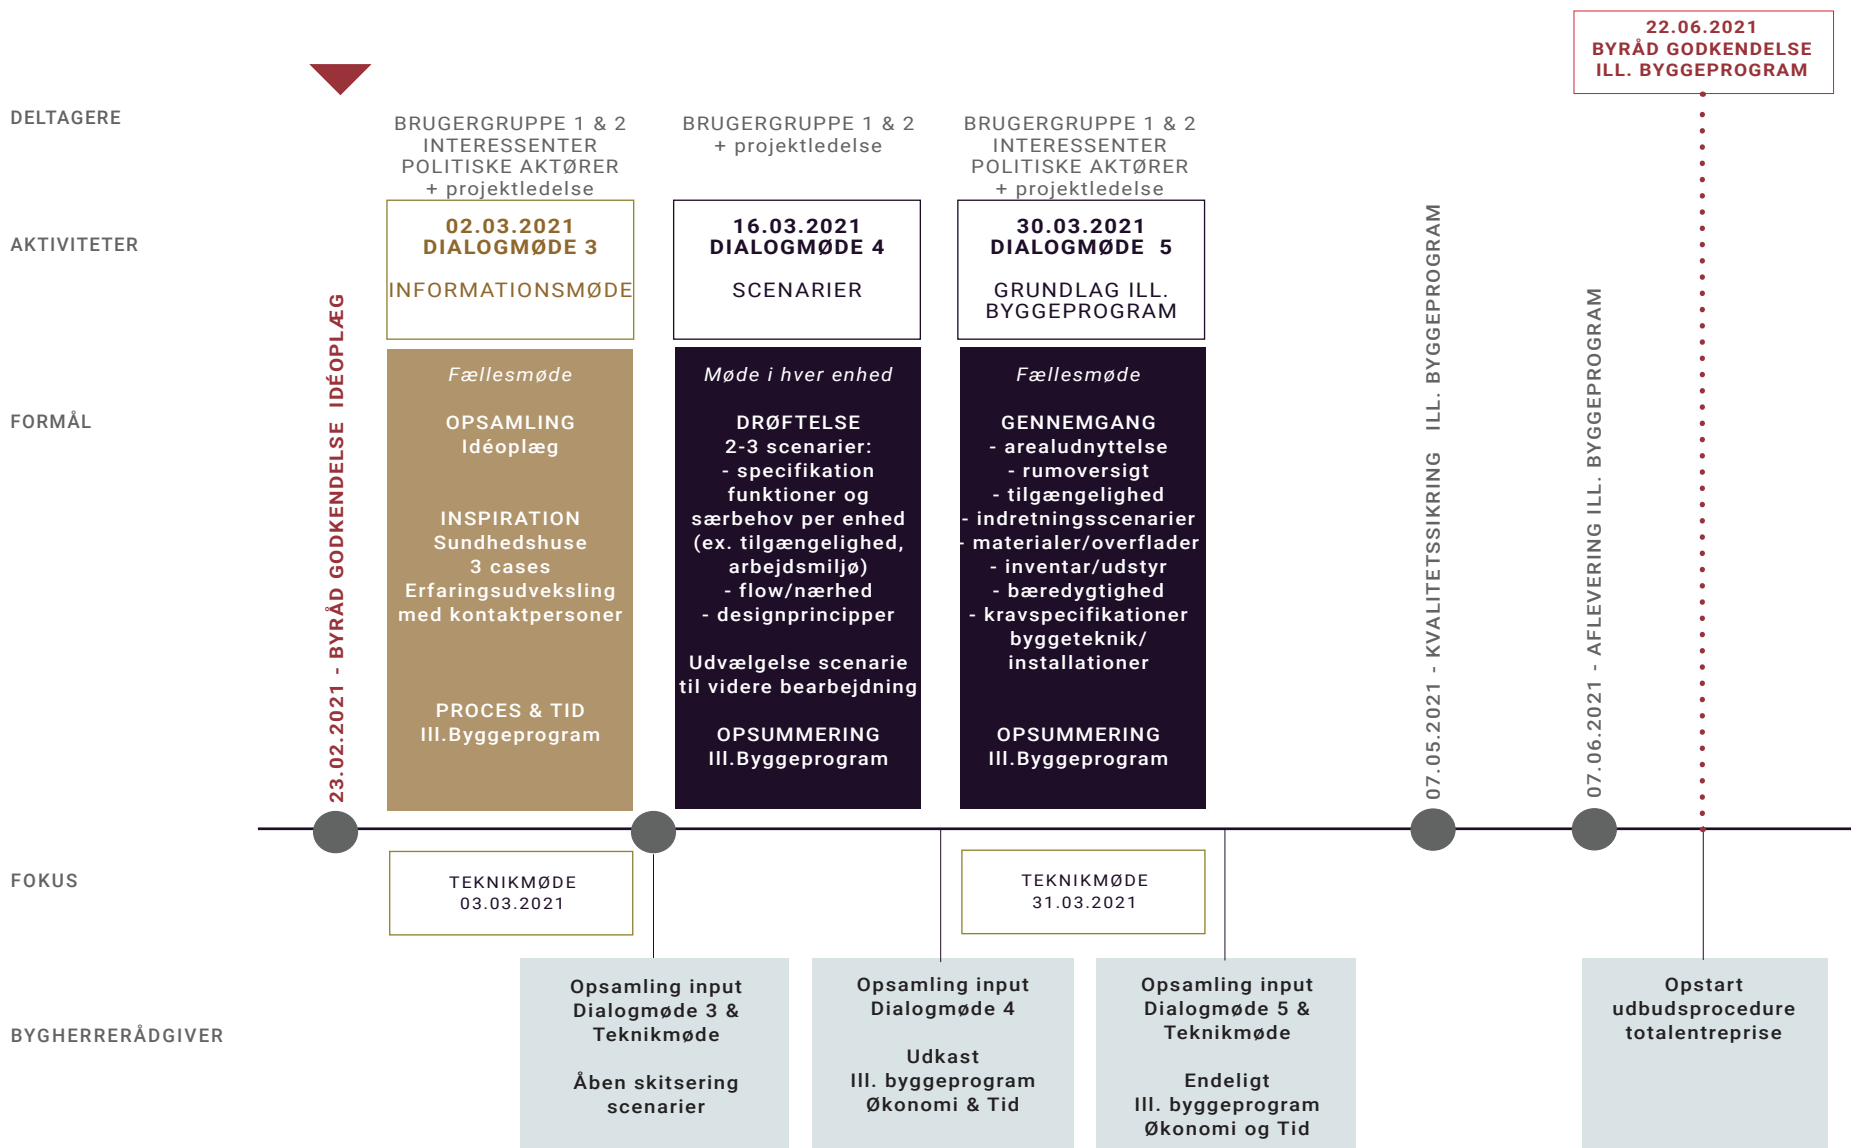 22.06.2021
BYRÅD GODKENDELSE
ILL. BYGGEPROGRAM
DELTAGERE
BRUGERGRUPPE 1 & 2
INTERESSENTER
POLITISKE AKTØRER
+ projektledelse
BRUGERGRUPPE 1 & 2
+ projektledelse
BRUGERGRUPPE 1 & 2
INTERESSENTER
POLITISKE AKTØRER
+ projektledelse
AKTIVITETER
02.03.2021
DIALOGMØDE 3
INFORMATIONSMØDE
16.03.2021
DIALOGMØDE 4
SCENARIER
30.03.2021
DIALOGMØDE 5
GRUNDLAG ILL.
BYGGEPROGRAM
FORMÅL
23.02.2021 - BYRÅD GODKENDELSE IDÉOPLÆG
Fællesmøde
OPSAMLING
Idéoplæg
INSPIRATION
Sundhedshuse
3 cases
Erfaringsudveksling
med kontaktpersoner
PROCES & TID
Ill.Byggeprogram
Møde i hver enhed
DRØFTELSE
2-3 scenarier:
- specifikation
funktioner og
særbehov per enhed
(ex. tilgængelighed,
arbejdsmiljø)
- flow/nærhed
- designprincipper
Udvælgelse scenarie
til videre bearbejdning
OPSUMMERING
Ill.Byggeprogram
Fællesmøde
GENNEMGANG
- arealudnyttelse
- rumoversigt
- tilgængelighed
- indretningsscenarier
- materialer/overflader
- inventar/udstyr
- bæredygtighed
- kravspecifikationer
byggeteknik/
installationer
OPSUMMERING
Ill.Byggeprogram
07.05.2021 - KVALITETSSIKRING ILL. BYGGEPROGRAM
07.06.2021 - AFLEVERING ILL. BYGGEPROGRAM
FOKUS
TEKNIKMØDE
03.03.2021
TEKNIKMØDE
31.03.2021
BYGHERRERÅDGIVER
Opsamling input
Dialogmøde 3 &
Teknikmøde
Åben skitsering
scenarier
Opsamling input
Dialogmøde 4
Udkast
Ill. byggeprogram
Økonomi & Tid
Opsamling input
Dialogmøde 5 &
Teknikmøde
Endeligt
Ill. byggeprogram
Økonomi og Tid
Opstart
udbudsprocedure
totalentreprise